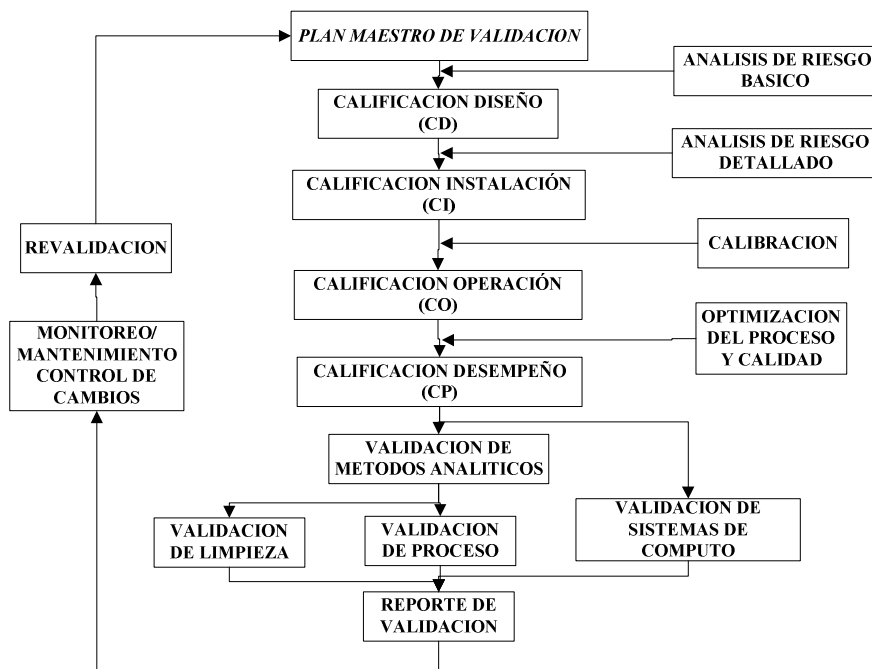 PLAN MAESTRO DE VALIDACION
ANALISIS DE RIESGO
BASICO
CALIFICACION DISEÑO
(CD)
ANALISIS DE RIESGO
DETALLADO
CALIFICACION INSTALACIÓN
(CI)
REVALIDACION
CALIBRACION
CALIFICACION OPERACIÓN
(CO)
OPTIMIZACION
DEL PROCESO
Y CALIDAD
MONITOREO/
MANTENIMIENTO
CONTROL DE
CAMBIOS
CALIFICACION DESEMPEÑO
(CP)
VALIDACION DE
METODOS ANALITICOS
VALIDACION
DE LIMPIEZA
VALIDACION
DE PROCESO
VALIDACION DE
SISTEMAS DE
COMPUTO
REPORTE DE
VALIDACION